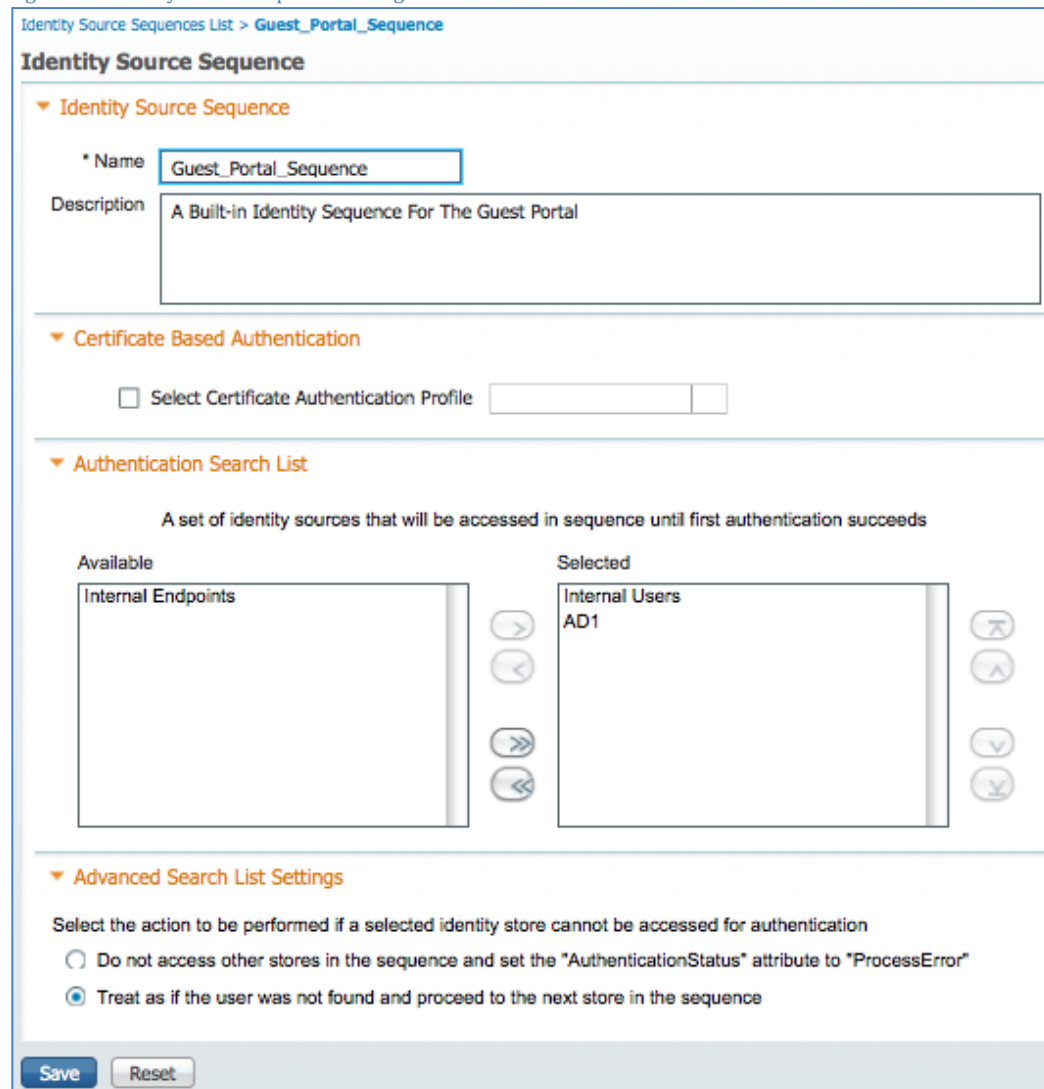 Identity Source Sequences List > Guest_Portal_Sequence
Identity Source Sequence
Identity Source Sequence
* Name
Guest_Portal_Sequence
Description
A Built-in Identity Sequence For The Guest Portal
Certificate Based Authentication
Select Certificate Authentication Profile
Authentication Search List
A set of identity sources that will be accessed in sequence until first authentication succeeds
Available
Selected
Internal Endpoints
Internal Users
AD1
Advanced Search List Settings
Select the action to be performed if a selected identity store cannot be accessed for authentication
Do not access other stores in the sequence and set the "AuthenticationStatus" attribute to "ProcessError"
Treat as if the user was not found and proceed to the next store in the sequence
Save
Reset